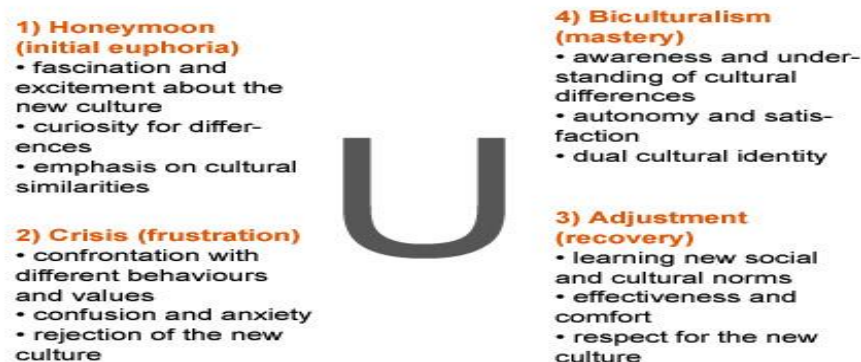 1) Honeymoon
(initial euphoria)
• fascination and
excitement about the
new culture
• curiosity for differ-
ences
• emphasis on cultural
similarities
2) Crisis (frustration)
• confrontation with
different behaviours
and values
• confusion and anxiety
• rejection of the new
culture
U
3) Adjustment
(recovery)
• learning new social
and cultural norms
• effectiveness and
comfort
• respect for the new
culture
4) Biculturalism
(mastery)
• awareness and under-
standing of cultural
differences
• autonomy and satis-
faction
• dual cultural identity